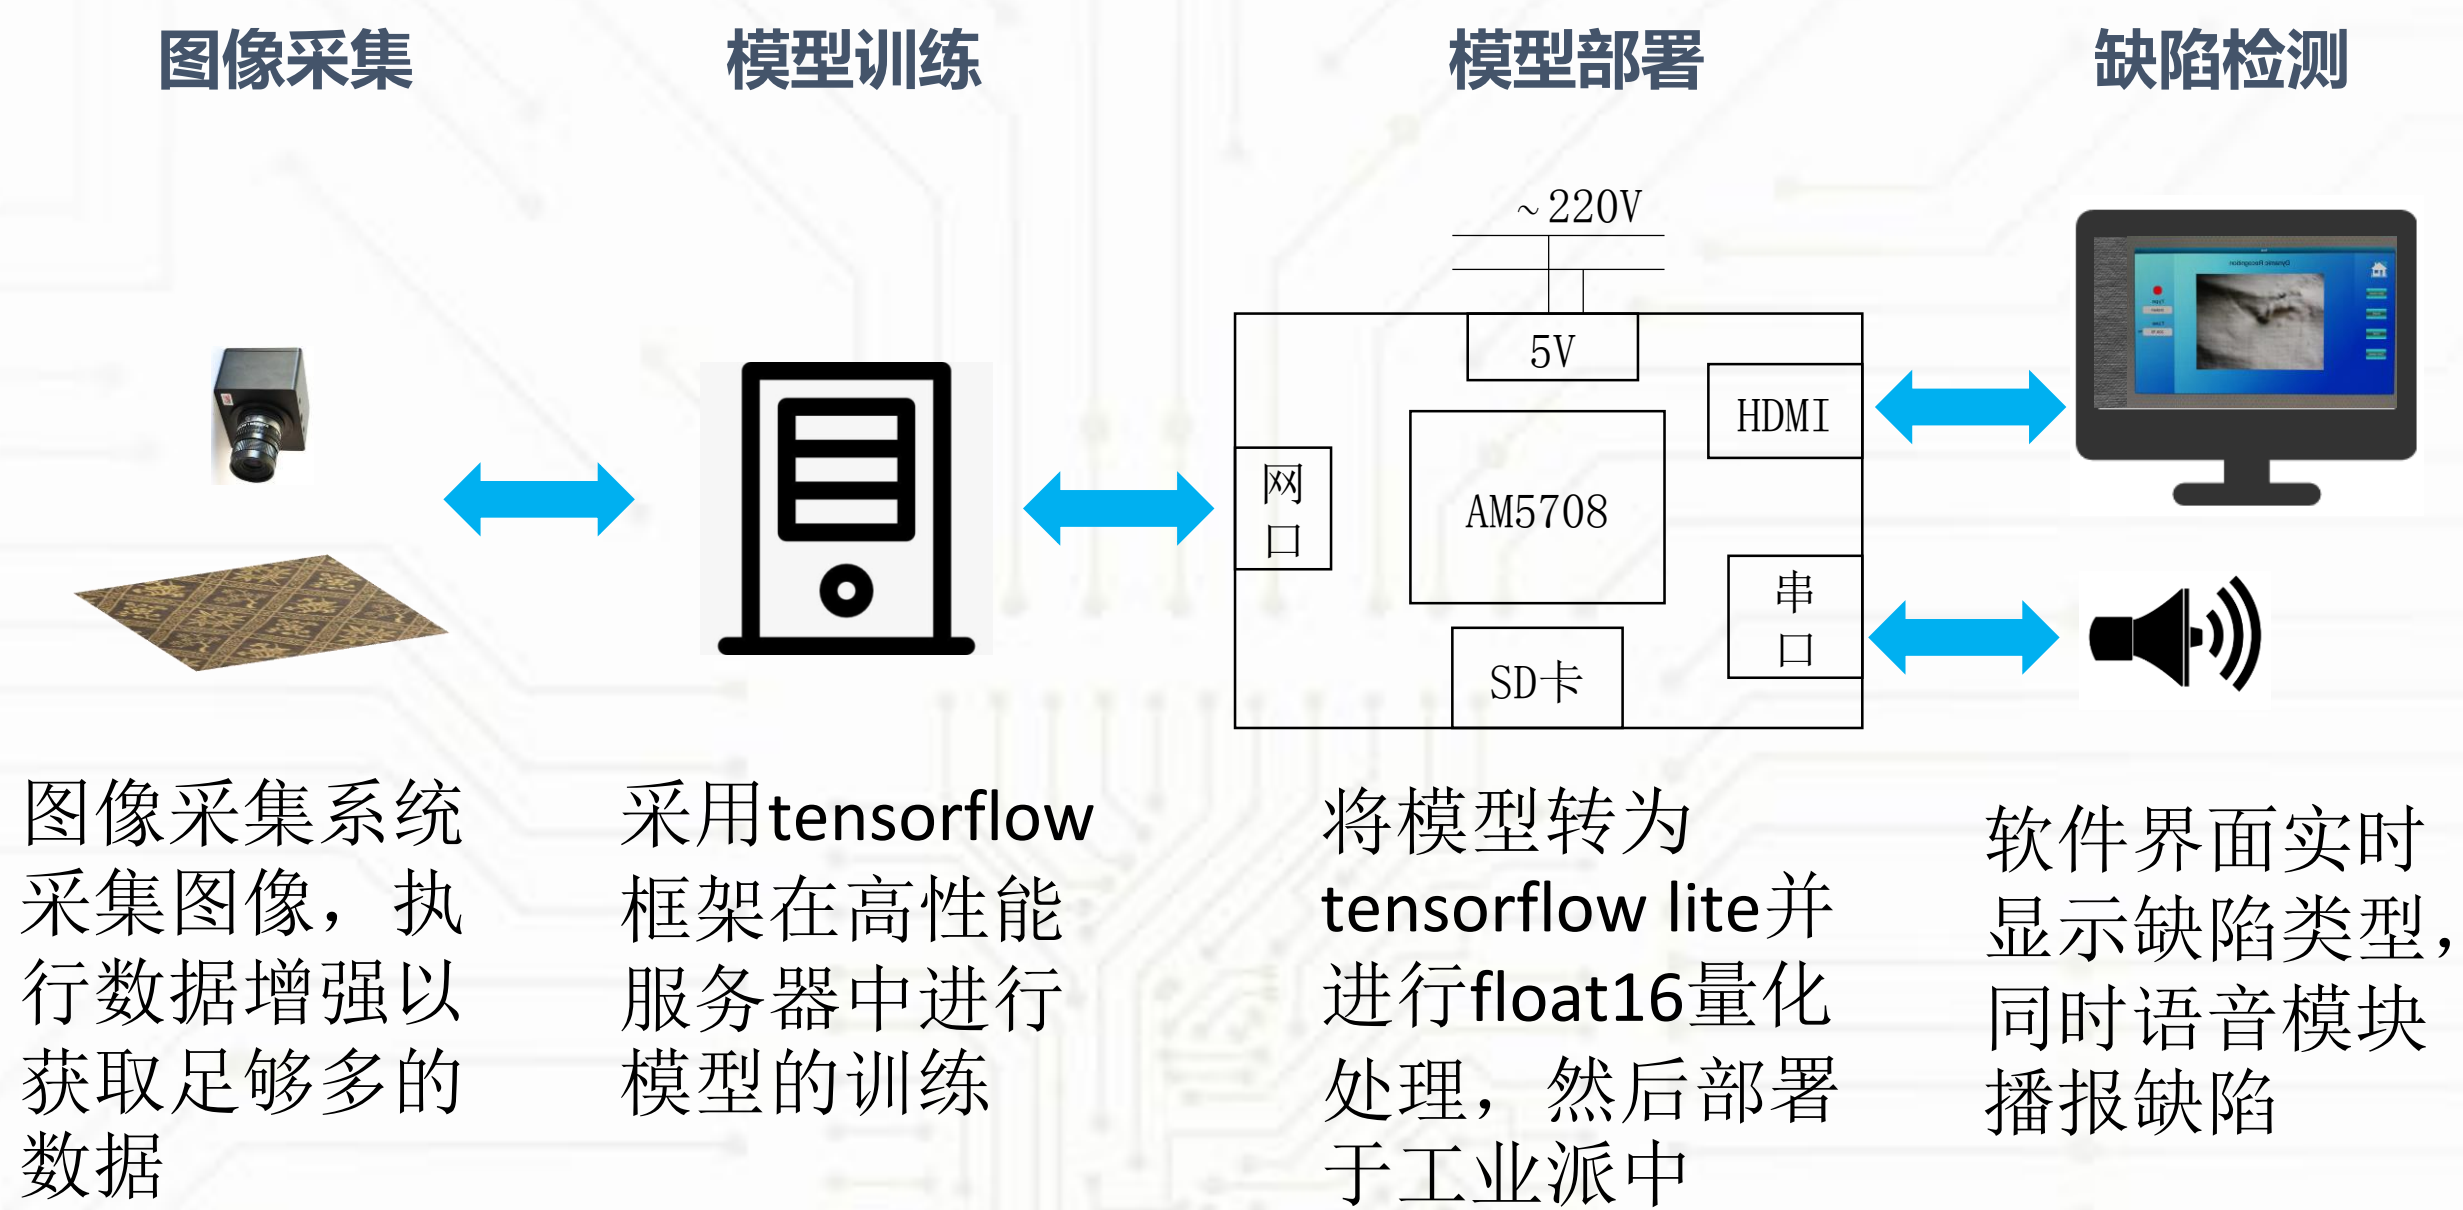 图像采集
模型训练
模型部署
缺陷检测
~220V
5V
HDMI
网
口
AM5708
串
口
SD卡
Dynamic Recognition
图像采集系统
采集图像，执
行数据增强以
获取足够多的
数据
采用tensorflow
框架在高性能
服务器中进行
模型的训练
将模型转为
tensorflow lite并
进行float16量化
处理，然后部署
于工业派中
软件界面实时
显示缺陷类型，
同时语音模块
播报缺陷